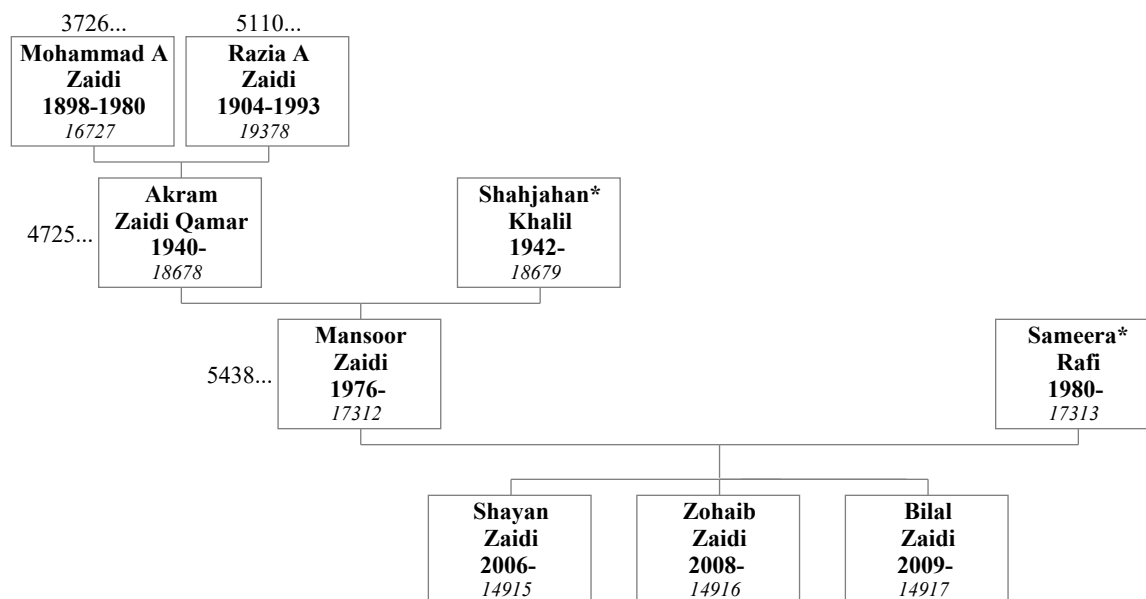 3726...
5110...
Mohammad A
Zaidi
1898-1980
16727
Razia A
Zaidi
1904-1993
19378
4725...
Akram
Zaidi Qamar
1940-
18678
Shahjahan*
Khalil
1942-
18679
5438...
Mansoor
Zaidi
1976-
17312
Sameera*
Rafi
1980-
17313
Shayan
Zaidi
2006-
14915
Zohaib
Zaidi
2008-
14916
Bilal
Zaidi
2009-
14917